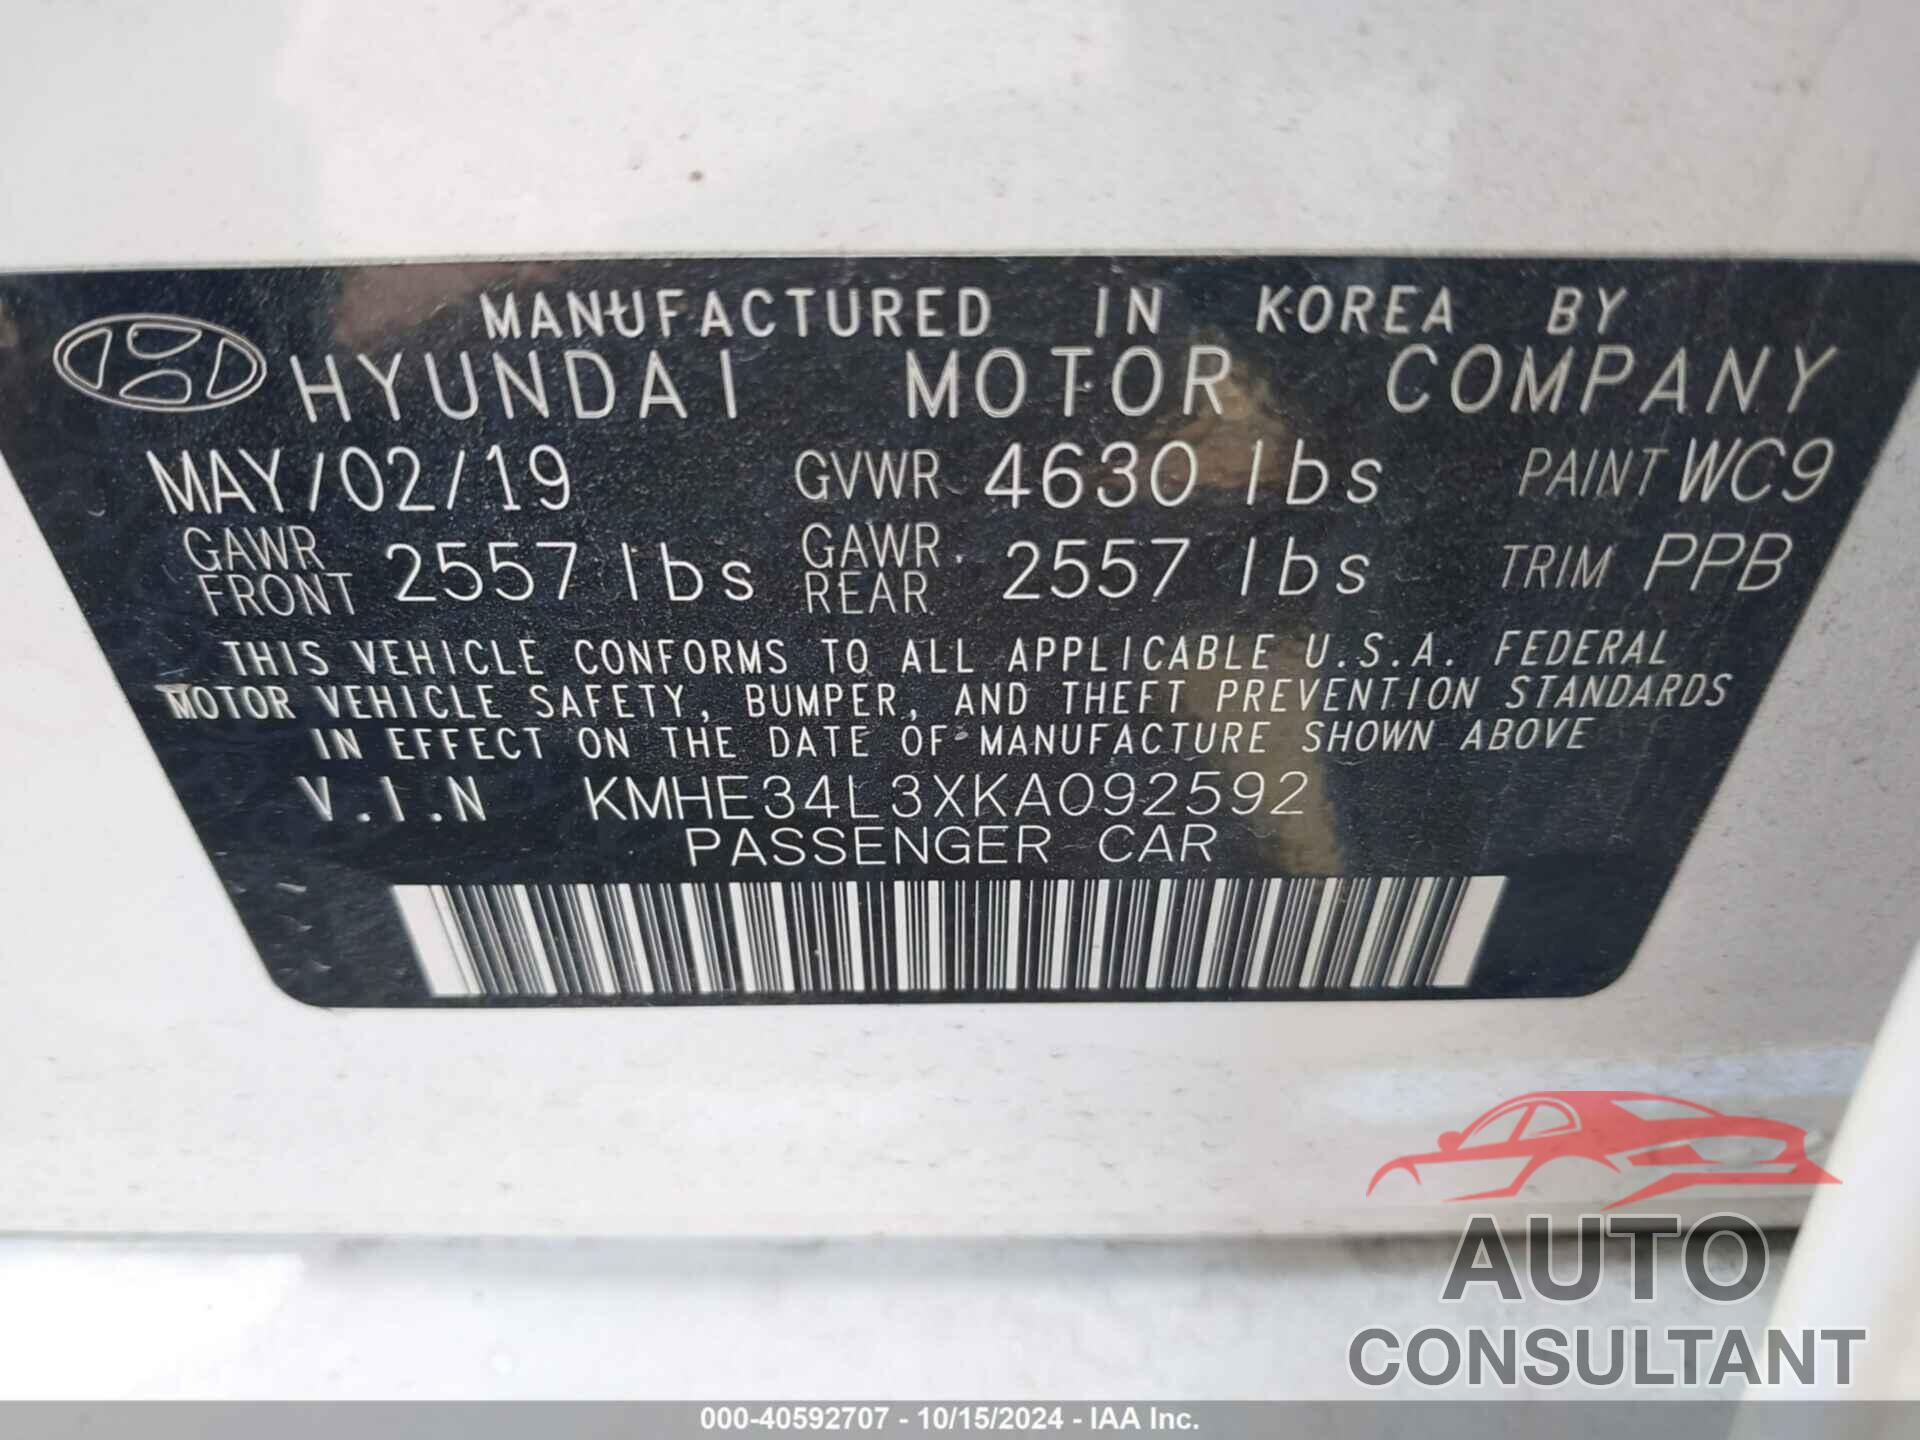 MANUFACTURED IN KOREA BY
HYUNDAI MOTOR COMPANY
MAY/02/19 GVWR 4630 lbs PAINT WC9
GAWR FRONT 2557 lbs GAWR REAR 2557 lbs TRIM PPB
THIS VEHICLE CONFORMS TO ALL APPLICABLE U.S.A. FEDERAL
MOTOR VEHICLE SAFETY, BUMPER, AND THEFT PREVENTION STANDARDS
IN EFFECT ON THE DATE OF MANUFACTURE SHOWN ABOVE
V.I.N KMHE34L3XKA092592
PASSENGER CAR
AUTO
CONSULTANT
000-40592707 - 10/15/2024 - IAA Inc.